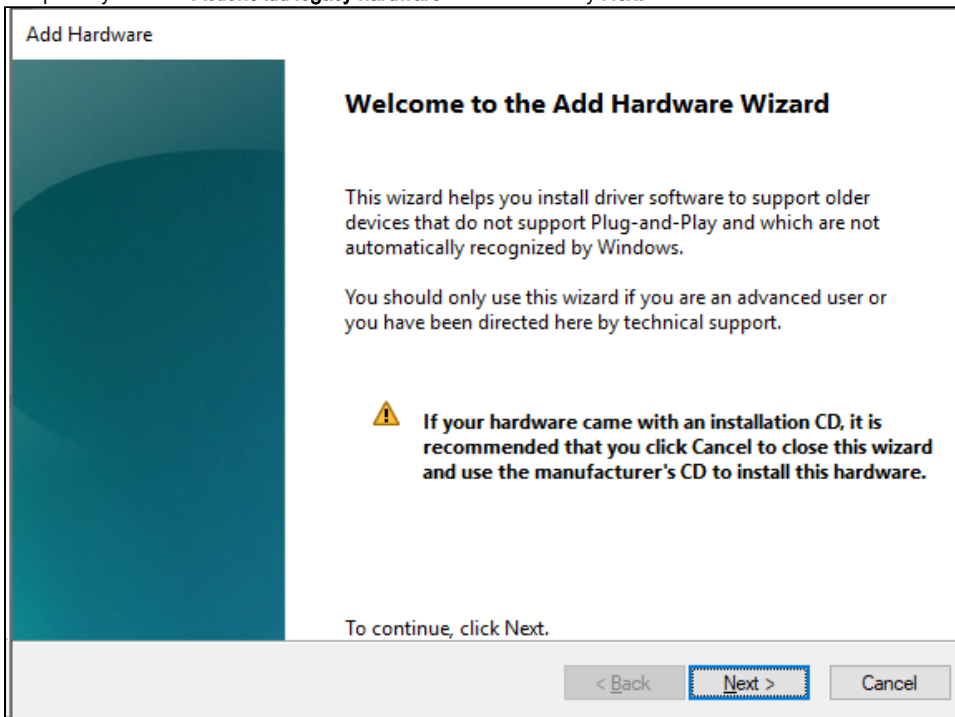 legacy hardware
Add Hardware
Welcome to the Add Hardware Wizard
This wizard helps you install driver software to support older
devices that do not support Plug-and-Play and which are not
automatically recognized by Windows.
You should only use this wizard if you are an advanced user or
you have been directed here by technical support.
If your hardware came with an installation CD, it is
recommended that you click Cancel to close this wizard
and use the manufacturer's CD to install this hardware.
To continue, click Next.
< Back Next > Cancel